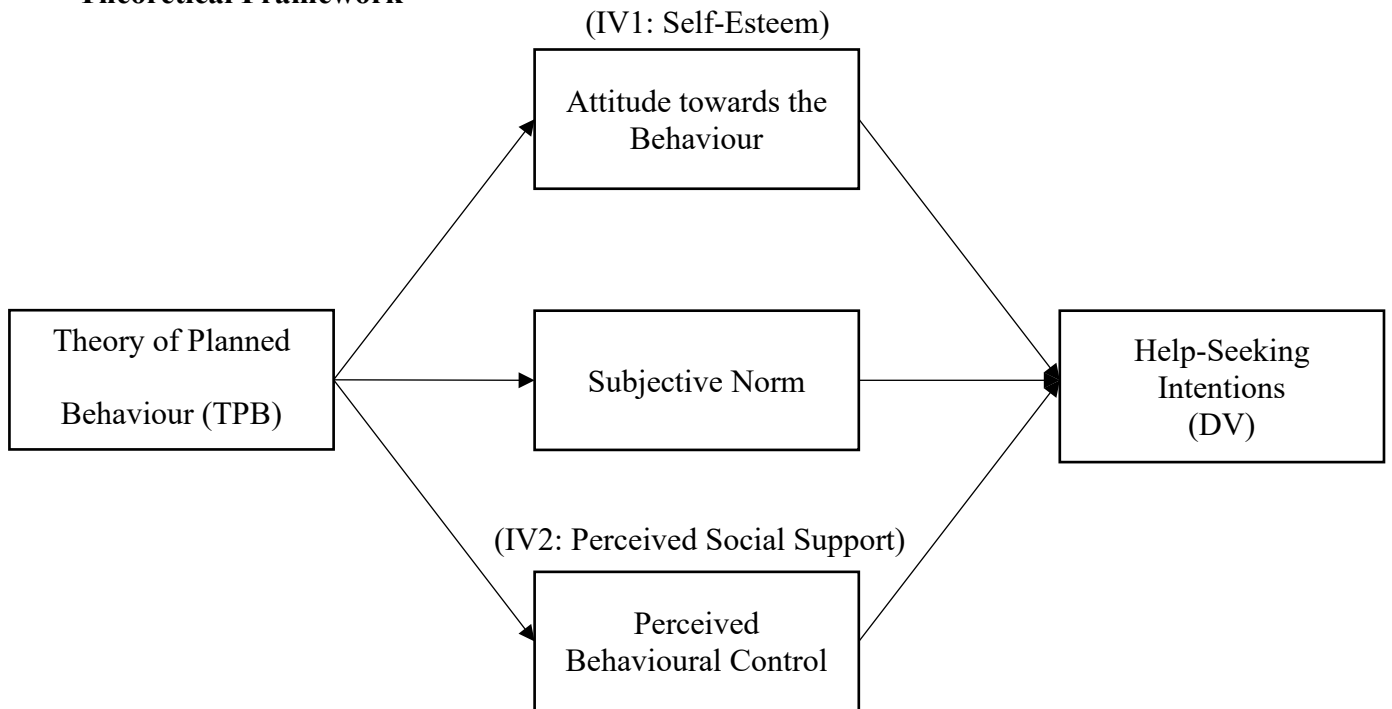 Theoretical Framework
(IV1: Self-Esteem)
Attitude towards the
Behaviour
Theory of Planned
Behaviour (TPB)
Subjective Norm
Help-Seeking
Intentions
(DV)
(IV2: Perceived Social Support)
Perceived
Behavioural Control